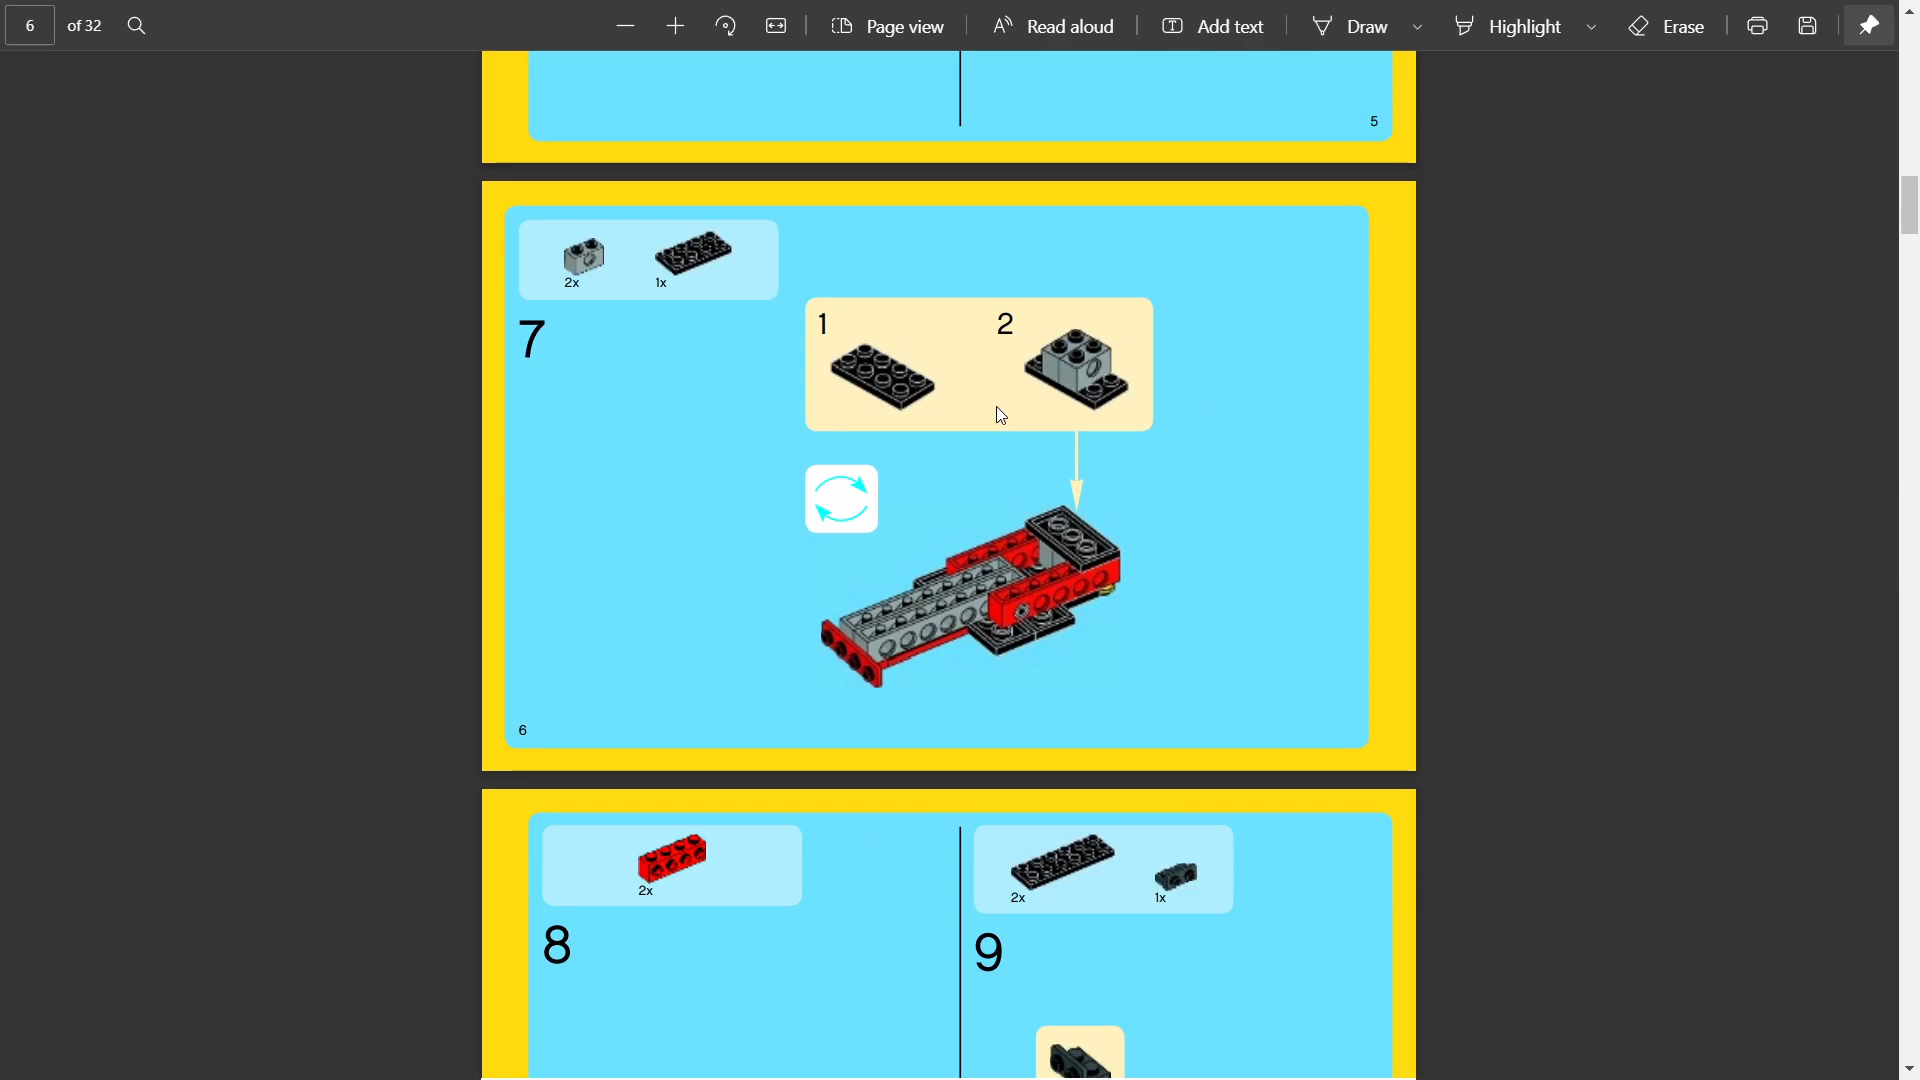 6 of 32 Page view Read aloud Add text Draw Highlight Erase
5
2x 1x
7
1 2
6
2x
8
2x 1x
9